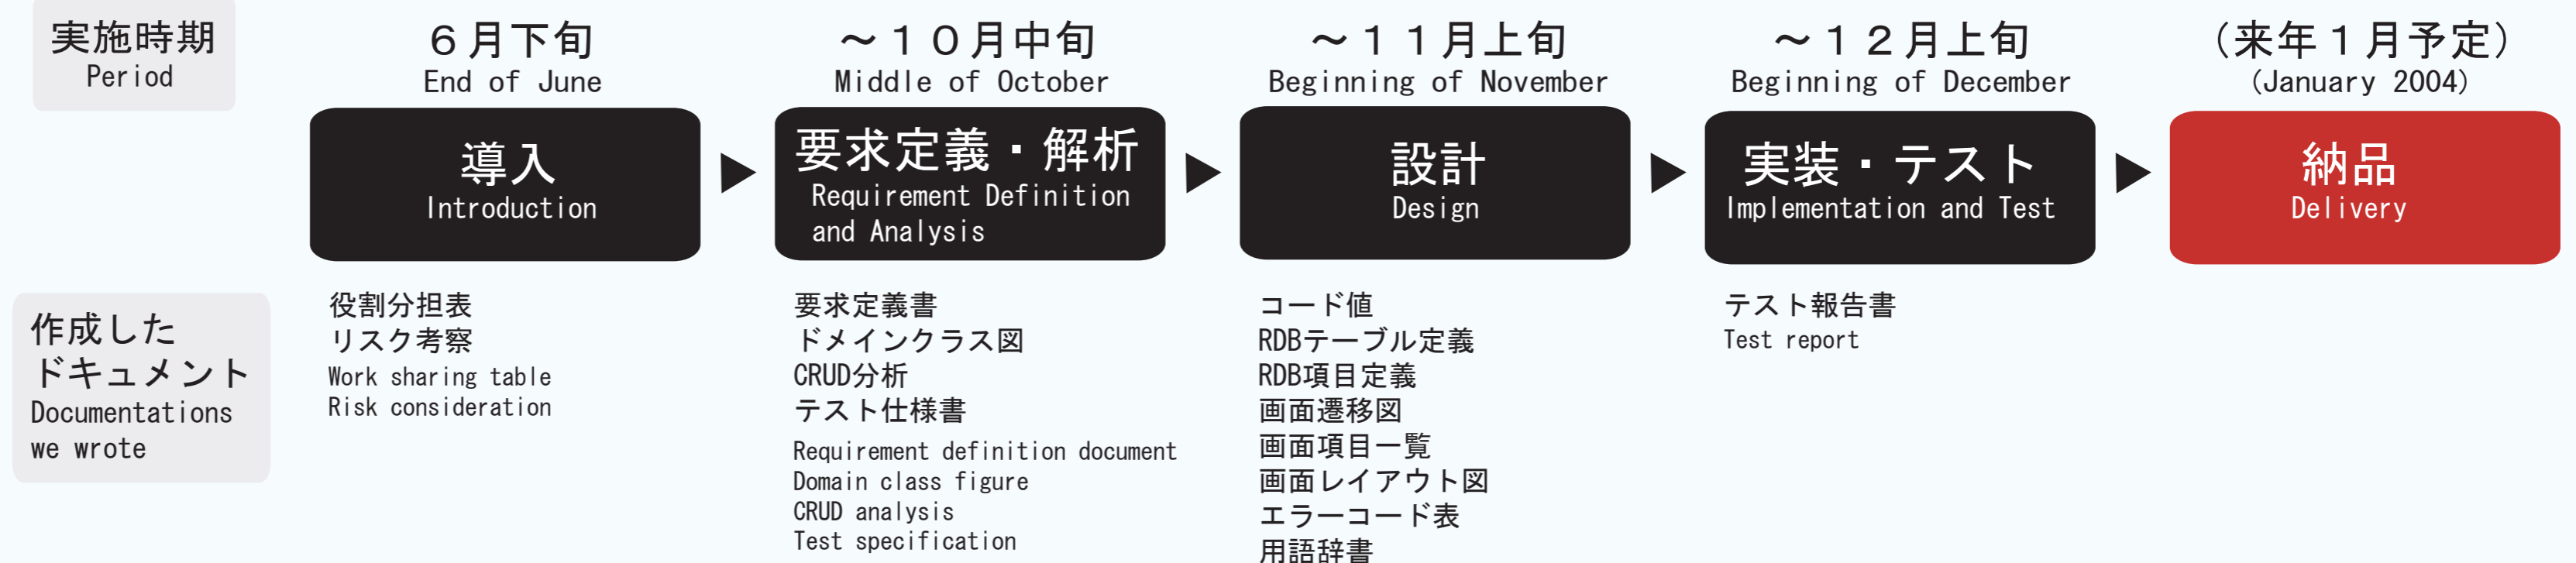 実施時期
Period
６月下旬
End of June
～１０月中旬
Middle of October
～１１月上旬
Beginning of November
～１２月上旬
Beginning of December
（来年１月予定）
(January 2004)
導入
Introduction
要求定義・解析
Requirement Definition
and Analysis
設計
Design
実装・テスト
Implementation and Test
納品
Delivery
作成した
ドキュメント
Documentations
we wrote
役割分担表
リスク考察
Work sharing table
Risk consideration
要求定義書
ドメインクラス図
CRUD分析
テスト仕様書
Requirement definition document
Domain class figure
CRUD analysis
Test specification
コード値
RDBテーブル定義
RDB項目定義
画面遷移図
画面項目一覧
画面レイアウト図
エラーコード表
用語辞書
テスト報告書
Test report